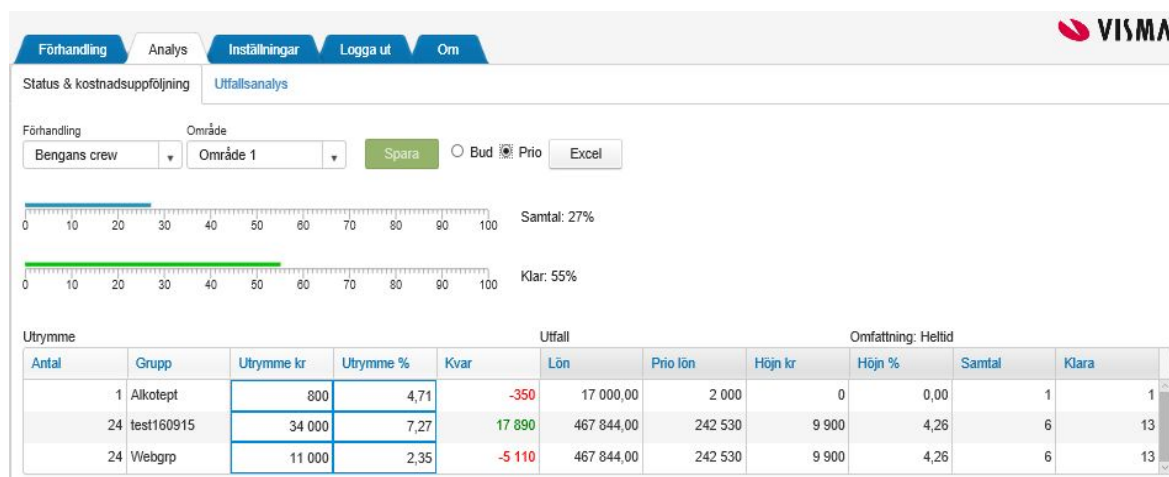 VISMA
Förhandling Analys Inställningar Logga ut Om
Status & kostnadsuppföljning Utfallsanalys
Förhandling Område
Bengans crew Område 1 Spara Bud Prio Excel
0 10 20 30 40 50 60 70 80 90 100 Samtal: 27%
0 10 20 30 40 50 60 70 80 90 100 Klar: 55%
Utrymme Utfall Omfattning: Heltid
Antal Grupp Utrymme kr Utrymme % Kvar Lön Prio lön Höjn kr Höjn % Samtal Klara
1 Alkotept 800 4,71 -350 17 000,00 2 000 0 0,00 1 1
24 test160915 34 000 7,27 17 890 467 844,00 242 530 9 900 4,26 6 13
24 Webgrp 11 000 2,35 -5 110 467 844,00 242 530 9 900 4,26 6 13